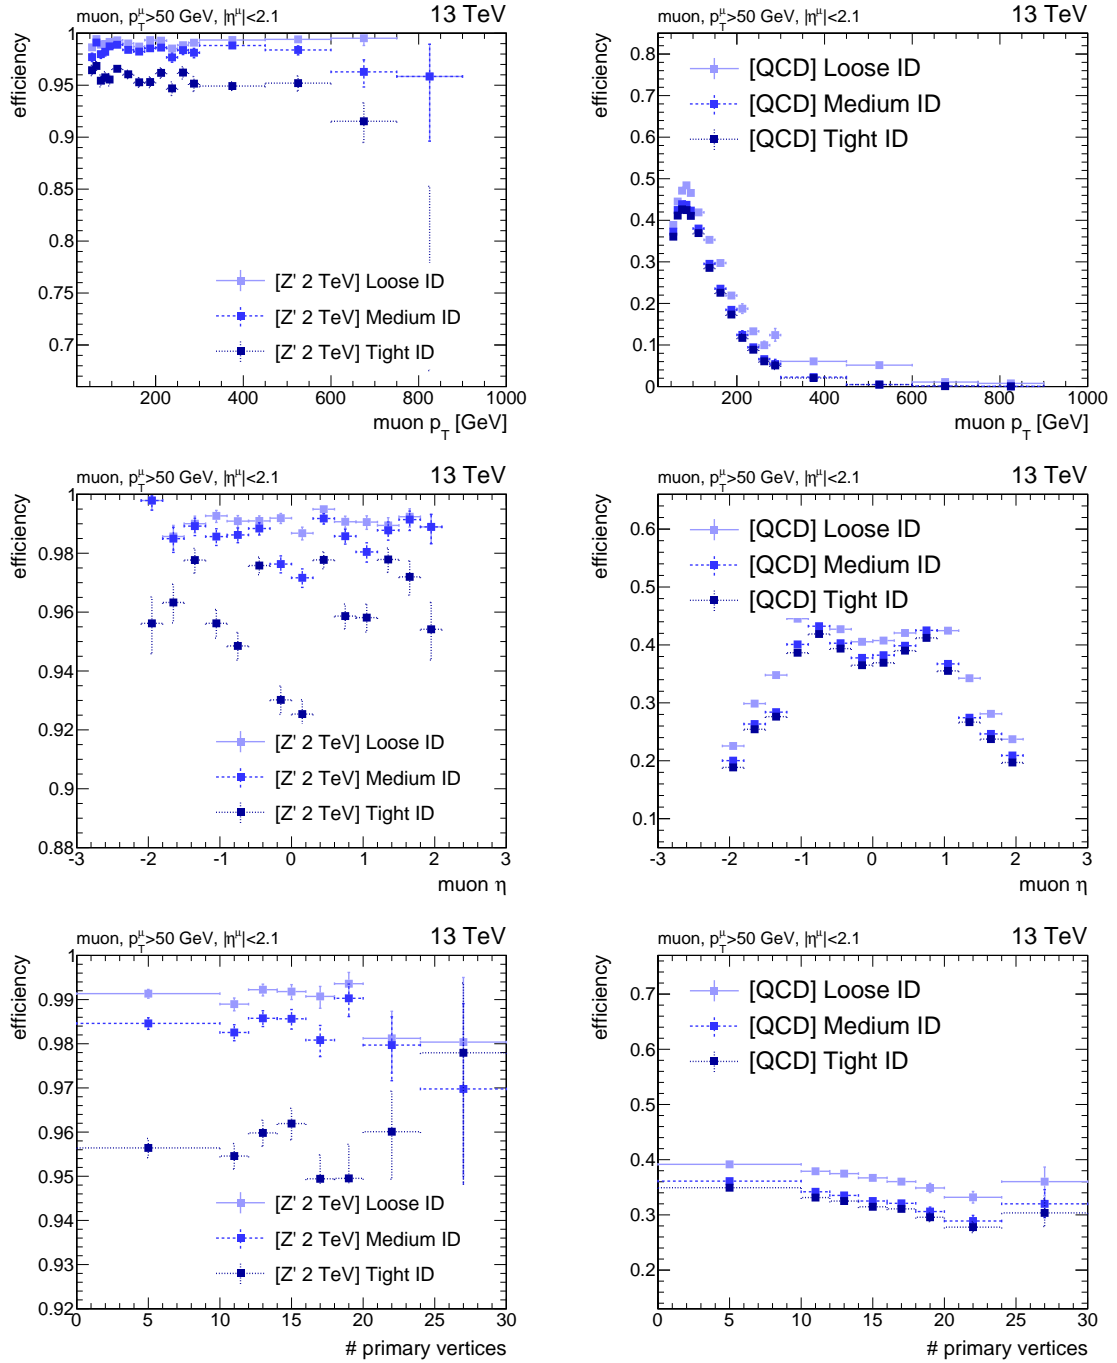 muon, p_T^μ>50 GeV, |η^μ|<2.1 13 TeV
efficiency
1
0.95
0.9
0.85
0.8
0.75
0.7
[Z' 2 TeV] Loose ID
[Z' 2 TeV] Medium ID
[Z' 2 TeV] Tight ID
200 400 600 800 1000
muon p_T [GeV]
muon, p_T^μ>50 GeV, |η^μ|<2.1 13 TeV
efficiency
0.8
0.7
0.6
0.5
0.4
0.3
0.2
0.1
0
[QCD] Loose ID
[QCD] Medium ID
[QCD] Tight ID
200 400 600 800 1000
muon p_T [GeV]
muon, p_T^μ>50 GeV, |η^μ|<2.1 13 TeV
efficiency
1
0.98
0.96
0.94
0.92
0.9
0.88
[Z' 2 TeV] Loose ID
[Z' 2 TeV] Medium ID
[Z' 2 TeV] Tight ID
-3 -2 -1 0 1 2 3
muon η
muon, p_T^μ>50 GeV, |η^μ|<2.1 13 TeV
efficiency
0.6
0.5
0.4
0.3
0.2
0.1
[QCD] Loose ID
[QCD] Medium ID
[QCD] Tight ID
-3 -2 -1 0 1 2 3
muon η
muon, p_T^μ>50 GeV, |η^μ|<2.1 13 TeV
efficiency
1
0.99
0.98
0.97
0.96
0.95
0.94
0.93
0.92
[Z' 2 TeV] Loose ID
[Z' 2 TeV] Medium ID
[Z' 2 TeV] Tight ID
0 5 10 15 20 25 30
# primary vertices
muon, p_T^μ>50 GeV, |η^μ|<2.1 13 TeV
efficiency
0.7
0.6
0.5
0.4
0.3
0.2
[QCD] Loose ID
[QCD] Medium ID
[QCD] Tight ID
0 5 10 15 20 25 30
# primary vertices